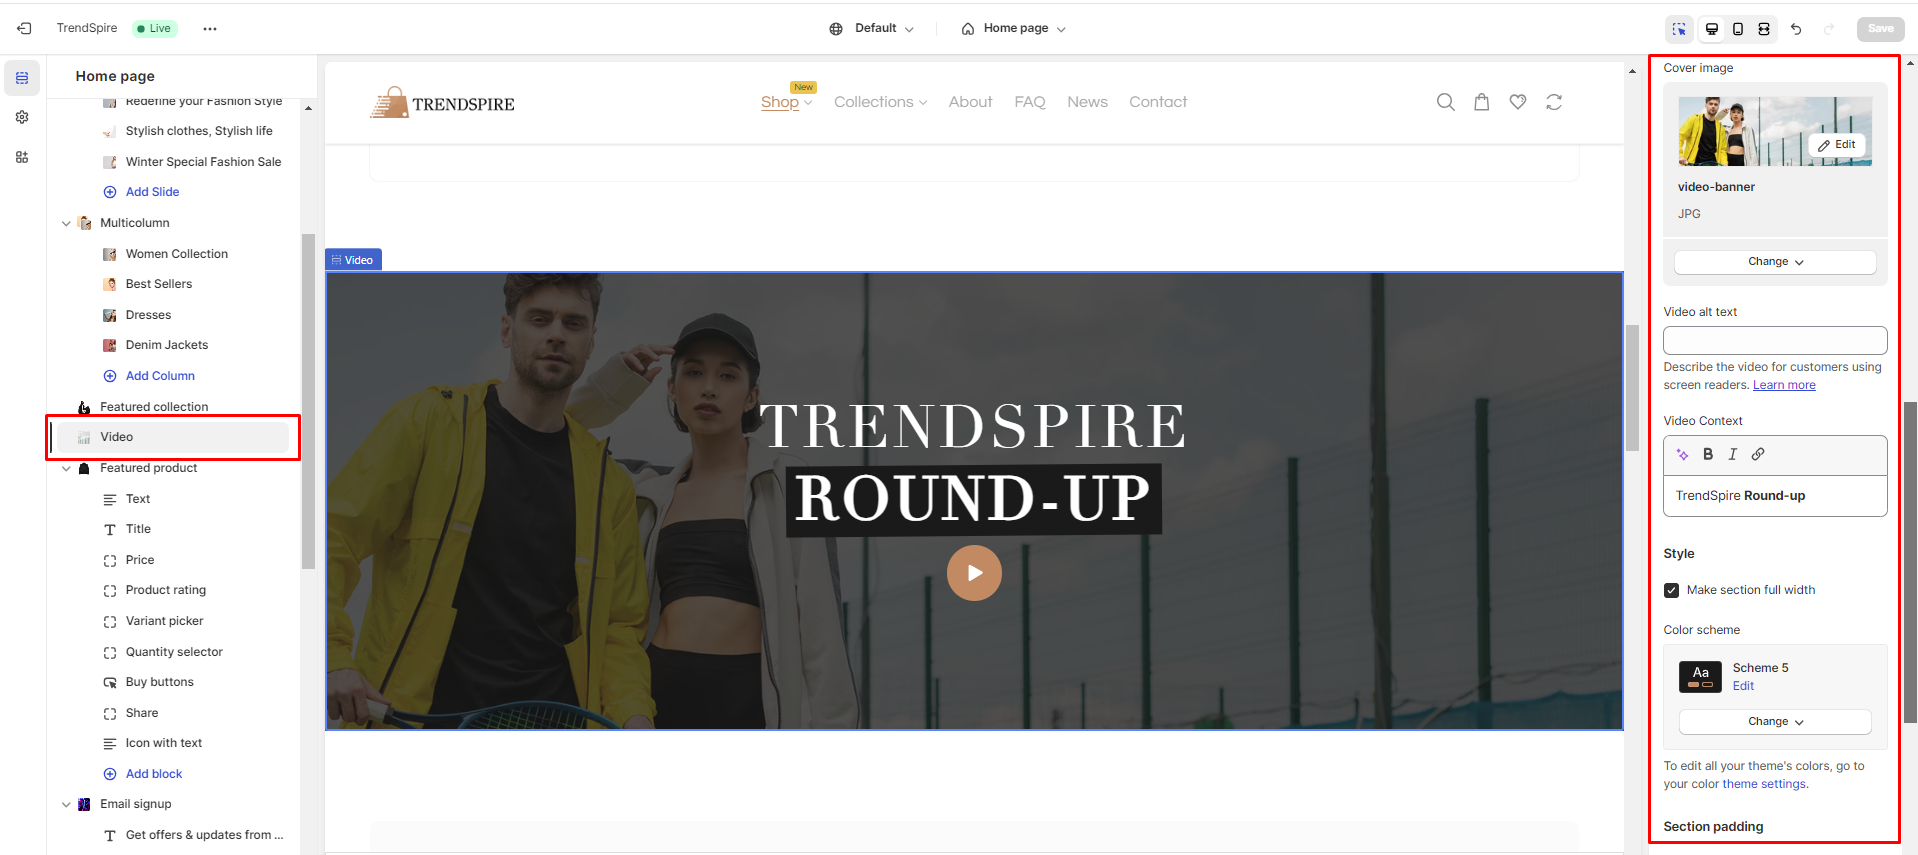 TrendSpire
Live
Default
Home page
Save
Home page
Redefine your Fashion Style
Stylish clothes, Stylish life
Winter Special Fashion Sale
Add Slide
Multicolumn
Women Collection
Best Sellers
Dresses
Denim Jackets
Add Column
Featured collection
Video
Featured product
Text
Title
Price
Product rating
Variant picker
Quantity selector
Buy buttons
Share
Icon with text
Add block
Email signup
Get offers & updates from ...
TRENDSPIRE
New
Shop
Collections
About
FAQ
News
Contact
Video
TRENDSPIRE
ROUND-UP
Cover image
Edit
video-banner
JPG
Change
Video alt text
Describe the video for customers using
screen readers. Learn more
Video Context
B I
TrendSpire Round-up
Style
Make section full width
Color scheme
Aa
Scheme 5
Edit
Change
To edit all your theme's colors, go to
your color theme settings.
Section padding